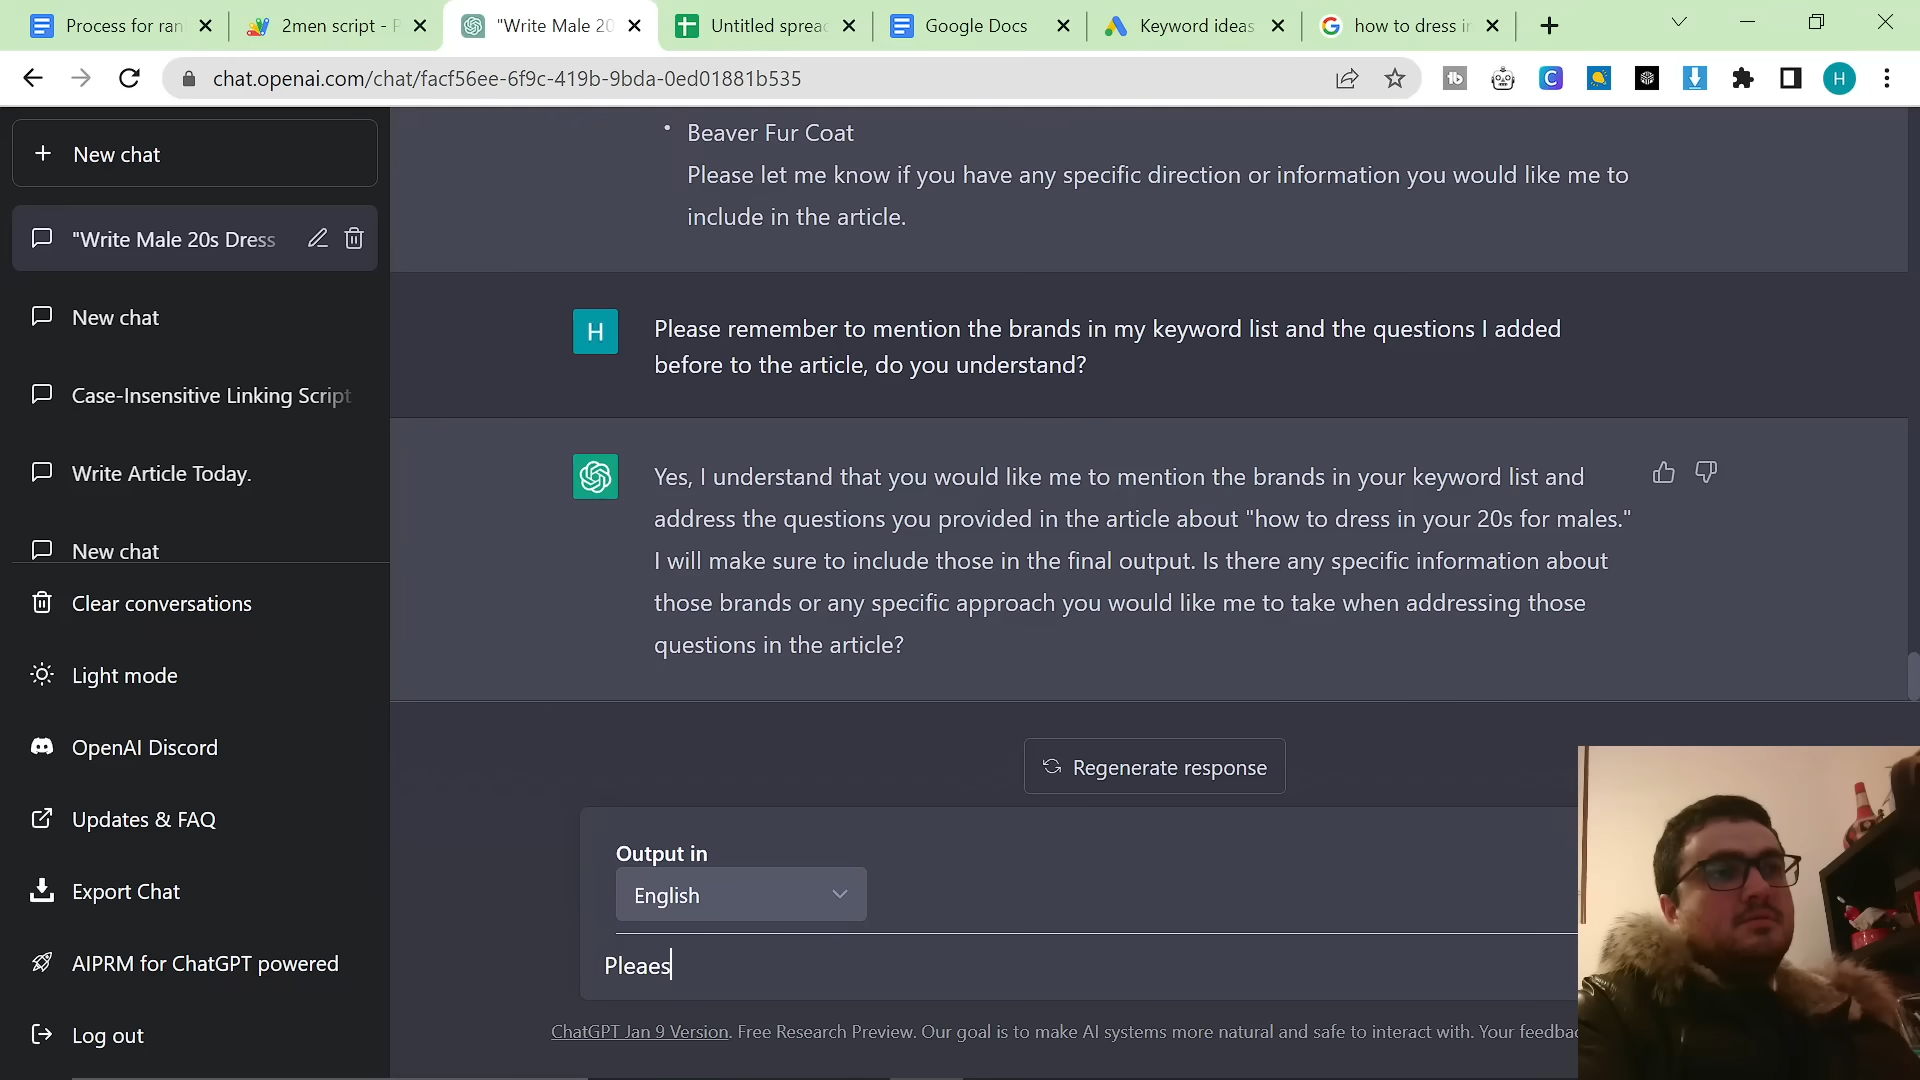 Process for ran
2men script - P
"Write Male 20
Untitled spread
Google Docs
Keyword ideas
how to dress in
chat.openai.com/chat/facf56ee-6f9c-419b-9bda-0ed01881b535
H
New chat
"Write Male 20s Dress
New chat
Case-Insensitive Linking Script
Write Article Today.
New chat
Clear conversations
Light mode
OpenAI Discord
Updates & FAQ
Export Chat
AIPRM for ChatGPT powered
Log out
• Beaver Fur Coat
Please let me know if you have any specific direction or information you would like me to
include in the article.
H
Please remember to mention the brands in my keyword list and the questions I added
before to the article, do you understand?
Yes, I understand that you would like me to mention the brands in your keyword list and
address the questions you provided in the article about "how to dress in your 20s for males."
I will make sure to include those in the final output. Is there any specific information about
those brands or any specific approach you would like me to take when addressing those
questions in the article?
Regenerate response
Output in
English
Pleaes
ChatGPT Jan 9 Version. Free Research Preview. Our goal is to make AI systems more natural and safe to interact with. Your feedbac